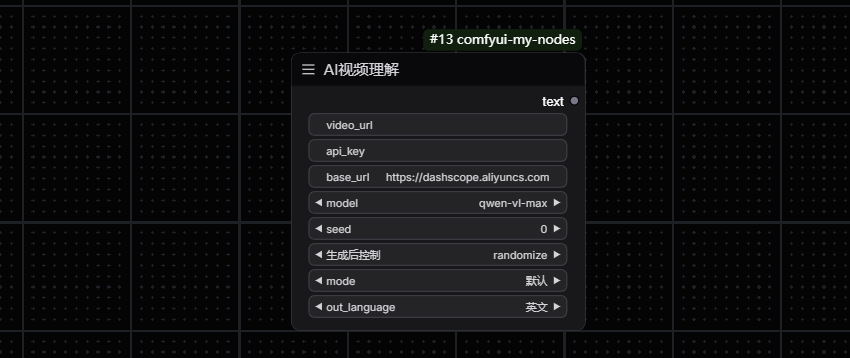 #13 comfyui-my-nodes
AI视频理解
text
video_url
api_key
base_url https://dashscope.aliyuncs.com
model qwen-vl-max
seed 0
生成后控制 randomize
mode 默认
out_language 英文